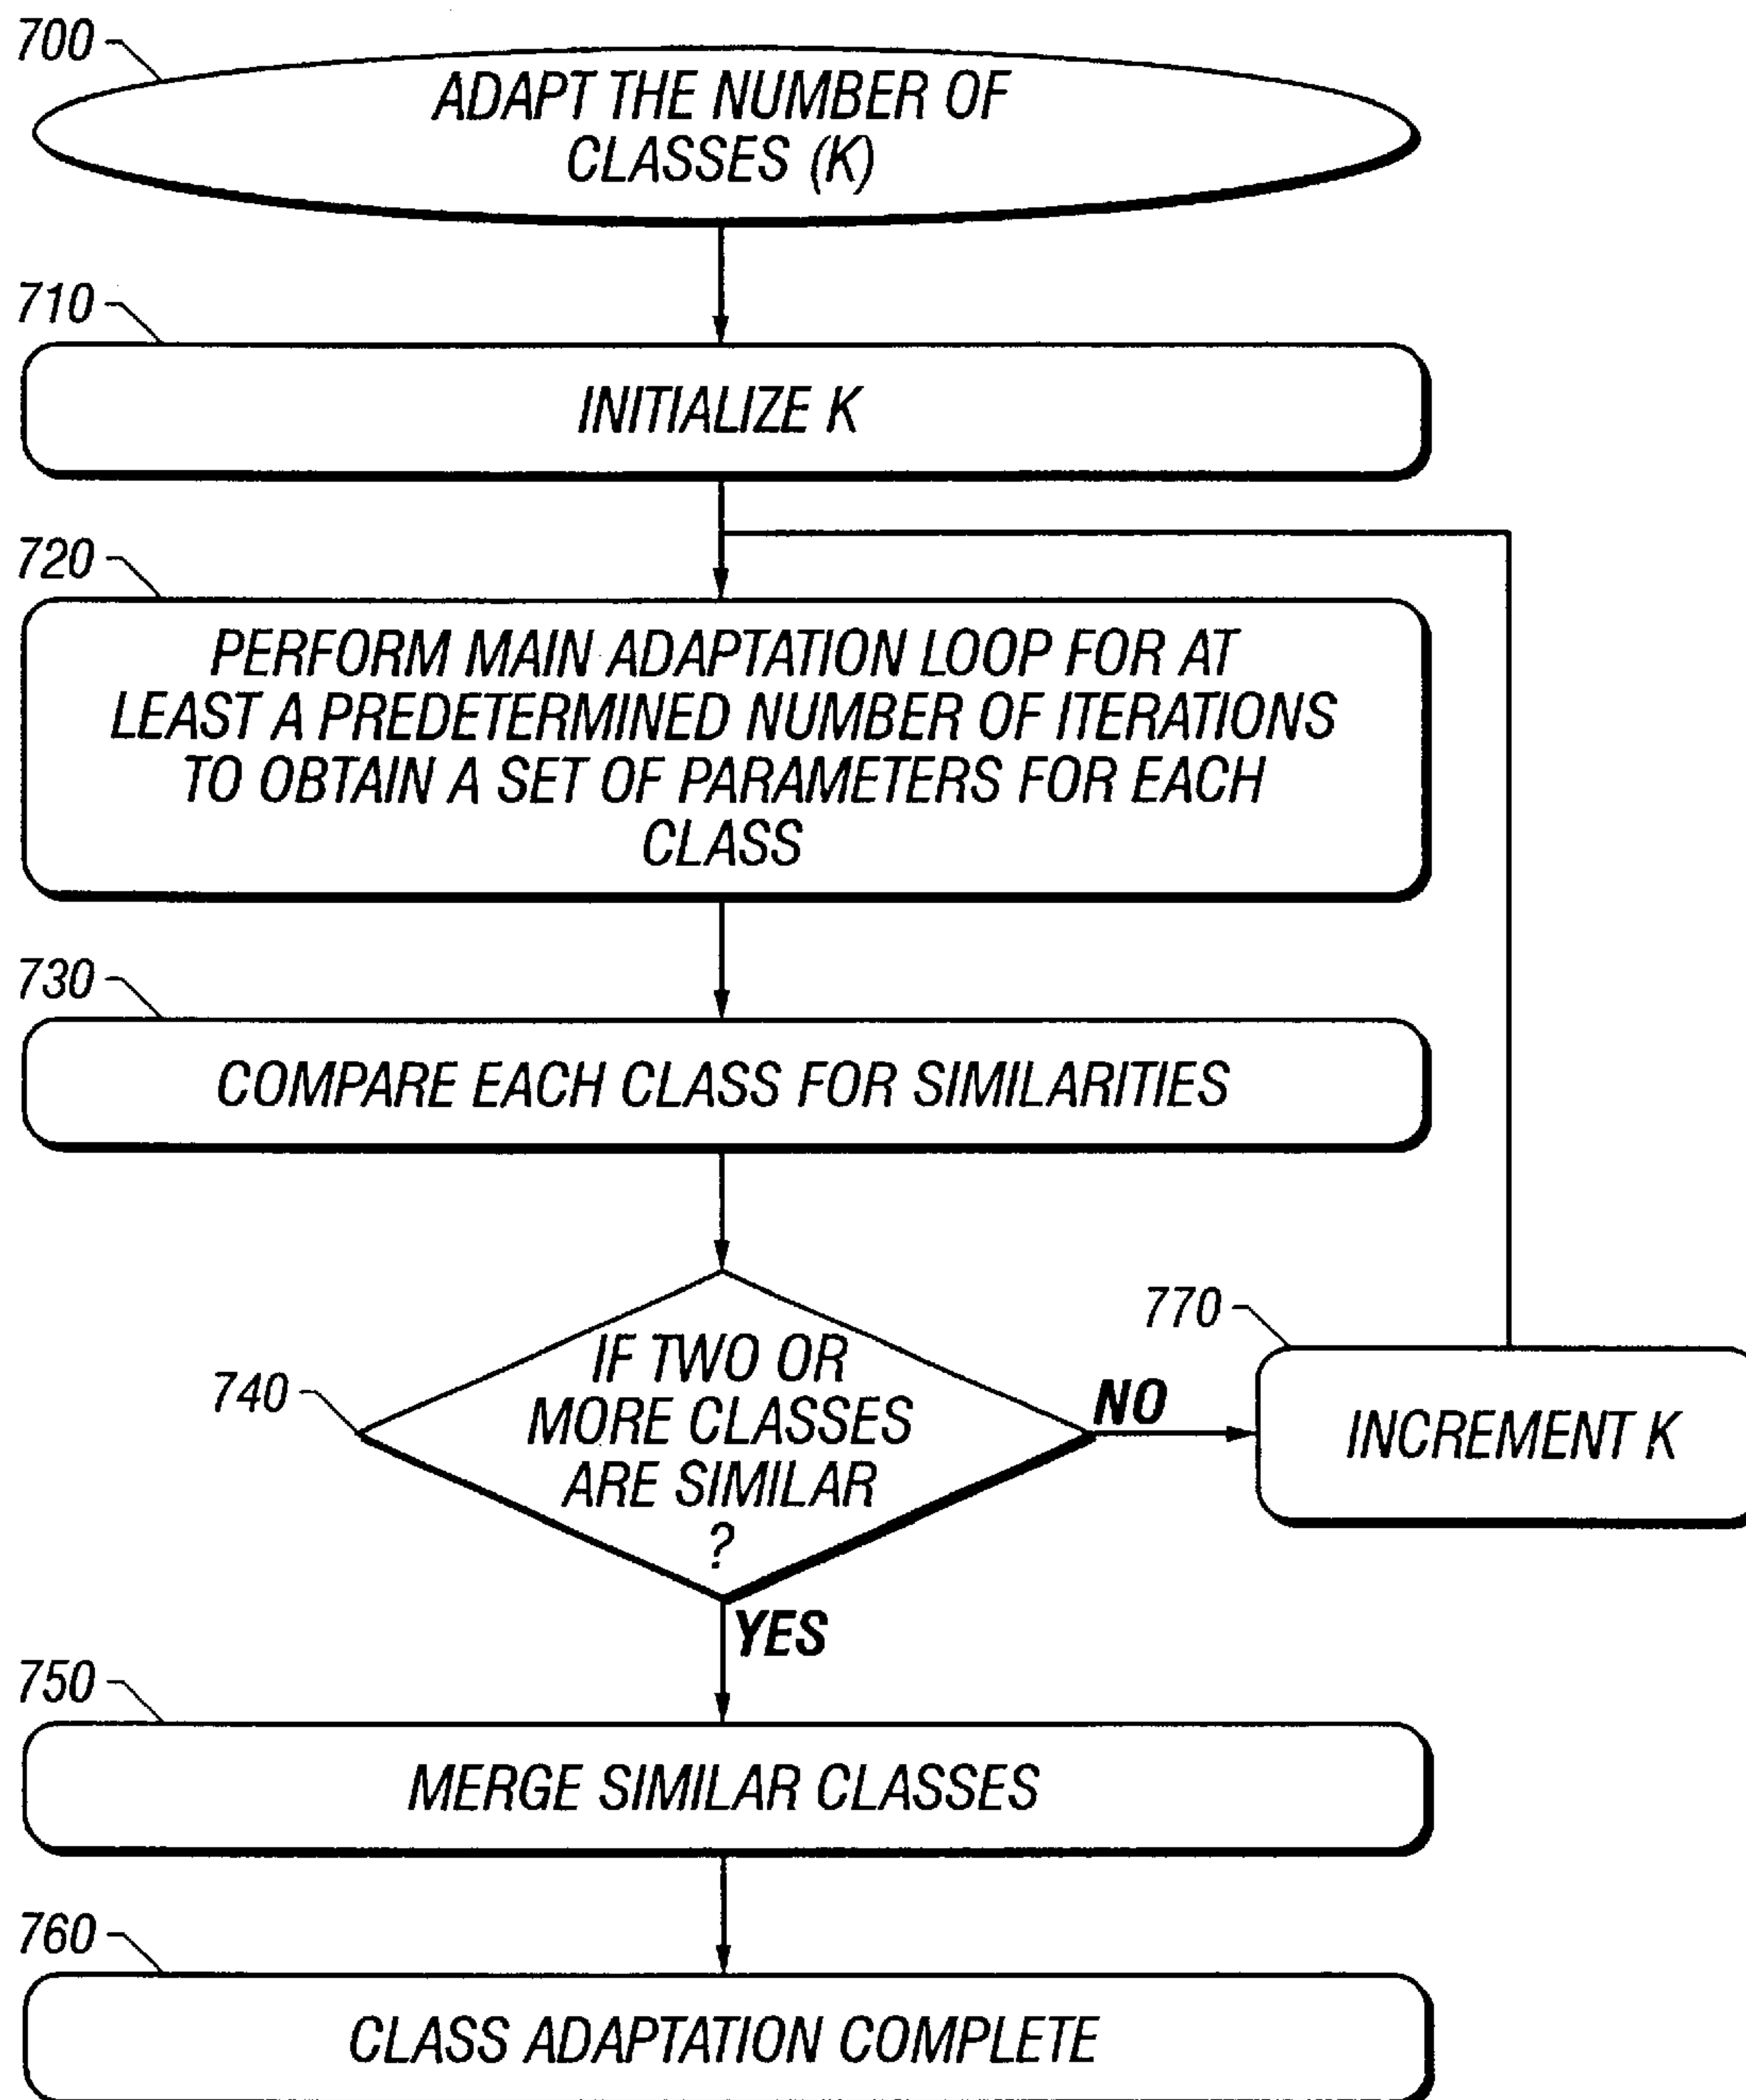 700
ADAPT THE NUMBER OF
CLASSES (K)
710
INITIALIZE K
720
PERFORM MAIN ADAPTATION LOOP FOR AT
LEAST A PREDETERMINED NUMBER OF ITERATIONS
TO OBTAIN A SET OF PARAMETERS FOR EACH
CLASS
730
COMPARE EACH CLASS FOR SIMILARITIES
740
IF TWO OR
MORE CLASSES
ARE SIMILAR
?
NO
770
INCREMENT K
YES
750
MERGE SIMILAR CLASSES
760
CLASS ADAPTATION COMPLETE